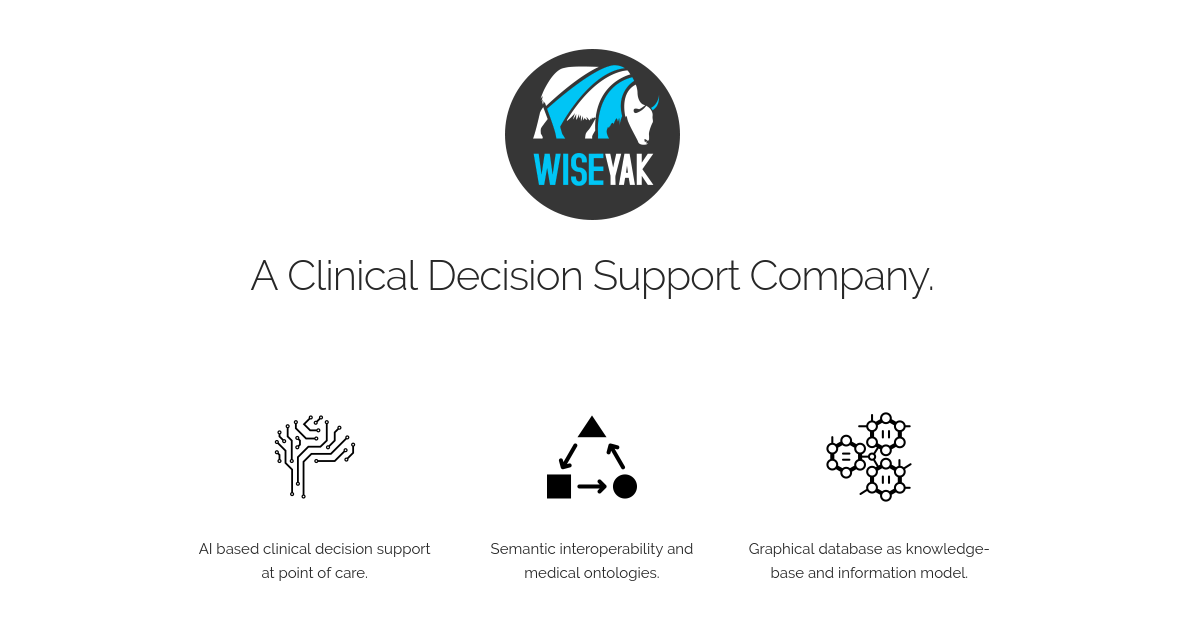 WISEYAK
A Clinical Decision Support Company.
AI based clinical decision support
at point of care.
Semantic interoperability and
medical ontologies.
Graphical database as knowledge-
base and information model.